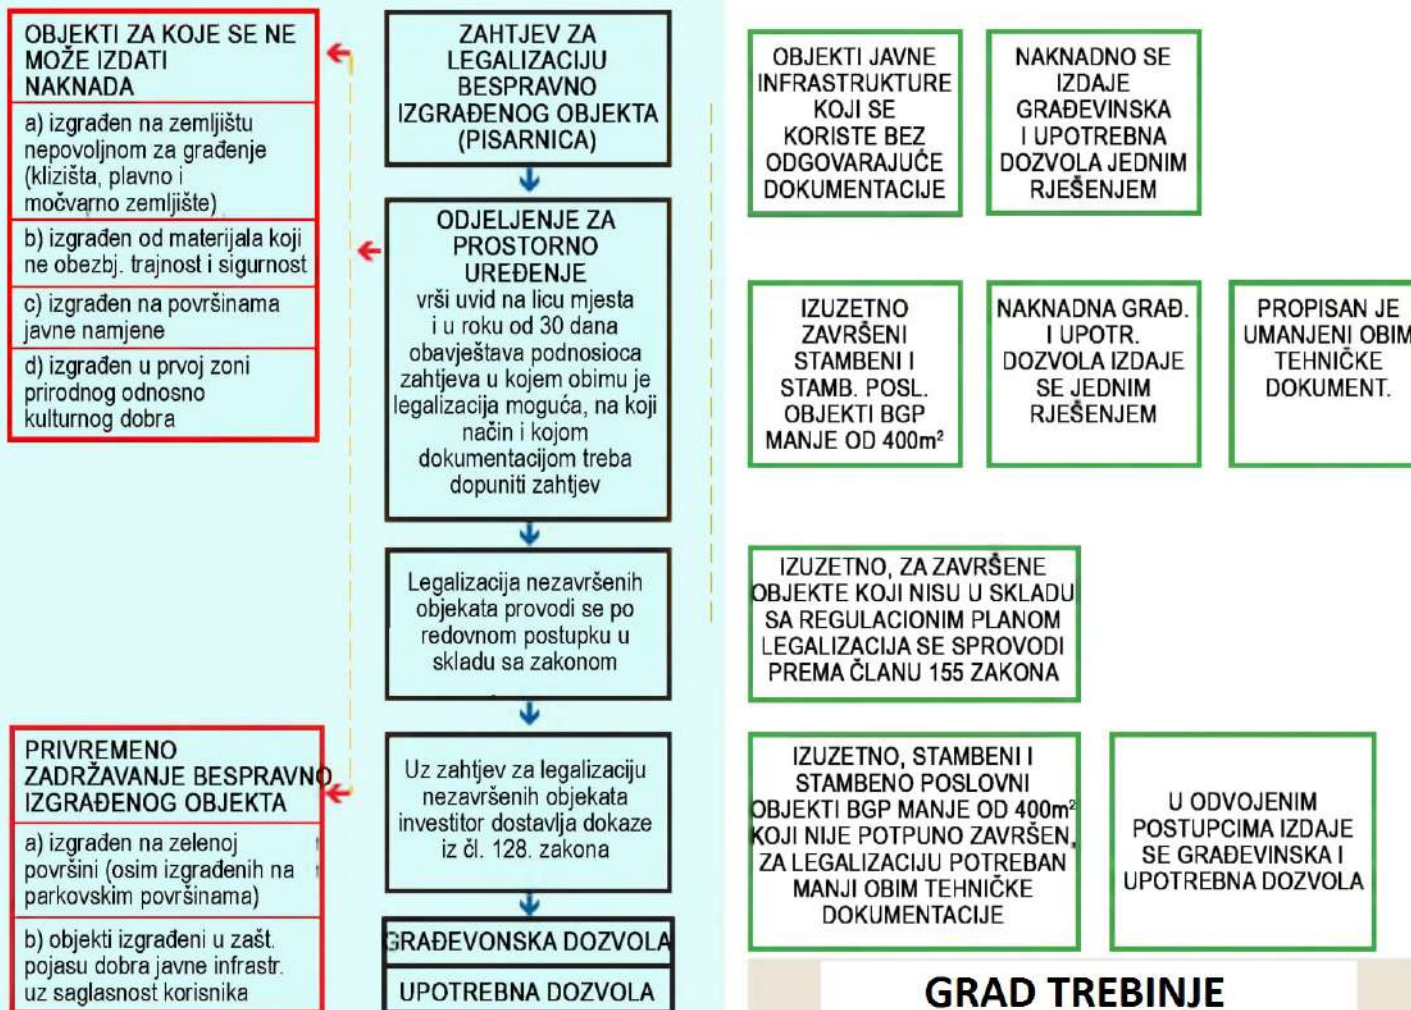 OBJEKTI ZA KOJE SE NE
MOŽE IZDATI
NAKNADA
a) izgrađen na zemljištu
nepovoljnom za građenje
(klizišta, plavno i
močvarno zemljište)
b) izgrađen od materijala koji
ne obezbj. trajnost i sigurnost
c) izgrađen na površinama
javne namjene
d) izgrađen u prvoj zoni
prirodnog odnosno
kulturnog dobra
PRIVREMENO
ZADRŽAVANJE BESPRAVNO
IZGRAĐENOG OBJEKTA
a) izgrađen na zelenoj
površini (osim izgrađenih na
parkovskim površinama)
b) objekti izgrađeni u zašt.
pojasu dobra javne infrastr.
uz saglasnost korisnika
ZAHTJEV ZA
LEGALIZACIJU
BESPRAVNO
IZGRAĐENOG OBJEKTA
(PISARNICA)
ODJELJENJE ZA
PROSTORNO
UREĐENJE
vrši uvid na licu mjesta
i u roku od 30 dana
obavještava podnosioca
zahtjeva u kojem obimu je
legalizacija moguća, na koji
način i kojom
dokumentacijom treba
dopuniti zahtjev
Legalizacija nezavršenih
objekata provodi se po
redovnom postupku u
skladu sa zakonom
Uz zahtjev za legalizaciju
nezavršenih objekata
investitor dostavlja dokaze
iz čl. 128. zakona
GRAĐEVONSKA DOZVOLA
UPOTREBNA DOZVOLA
OBJEKTI JAVNE
INFRASTRUKTURE
KOJI SE
KORISTE BEZ
ODGOVARAJUĆE
DOKUMENTACIJE
NAKNADNO SE
IZDAJE
GRAĐEVINSKA
I UPOTREBNA
DOZVOLA JEDNIM
RJEŠENJEM
IZUZETNO
ZAVRŠENI
STAMBENI I
STAMB. POSL.
OBJEKTI BGP
MANJE OD 400m²
NAKNADNA GRAĐ.
I UPOTR.
DOZVOLA IZDAJE
SE JEDNIM
RJEŠENJEM
PROPISAN JE
UMANJENI OBIM
TEHNIČKE
DOKUMENT.
IZUZETNO, ZA ZAVRŠENE
OBJEKTE KOJI NISU U SKLADU
SA REGULACIONIM PLANOM
LEGALIZACIJA SE SPROVODI
PREMA ČLANU 155 ZAKONA
IZUZETNO, STAMBENI I
STAMBENO POSLOVNI
OBJEKTI BGP MANJE OD 400m²
KOJI NIJE POTPUNO ZAVRŠEN,
ZA LEGALIZACIJU POTREBAN
MANJI OBIM TEHNIČKE
DOKUMENTACIJE
U ODVOJENIM
POSTUPCIMA IZDAJE
SE GRAĐEVINSKA I
UPOTREBNA DOZVOLA
GRAD TREBINJE